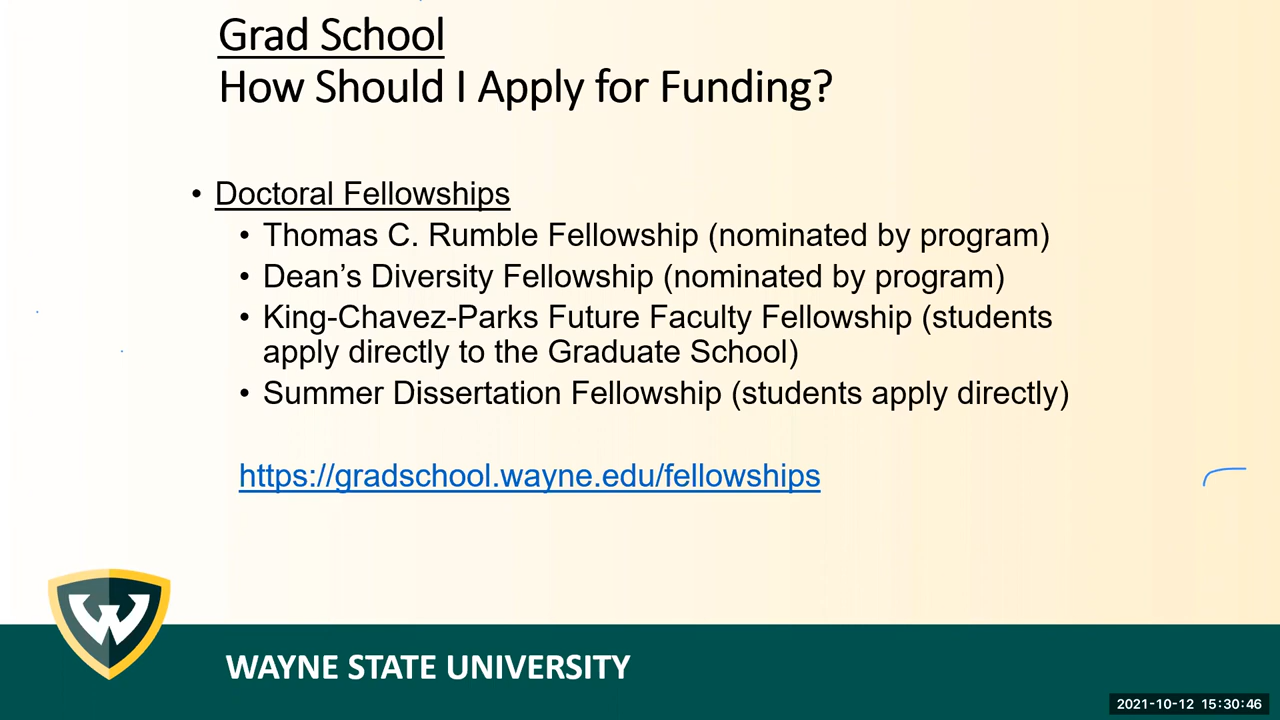 Grad School
How Should I Apply for Funding?
• Doctoral Fellowships
• Thomas C. Rumble Fellowship (nominated by program)
• Dean’s Diversity Fellowship (nominated by program)
• King-Chavez-Parks Future Faculty Fellowship (students
apply directly to the Graduate School)
• Summer Dissertation Fellowship (students apply directly)
https://gradschool.wayne.edu/fellowships
W
WAYNE STATE UNIVERSITY
2021-10-12 15:30:46